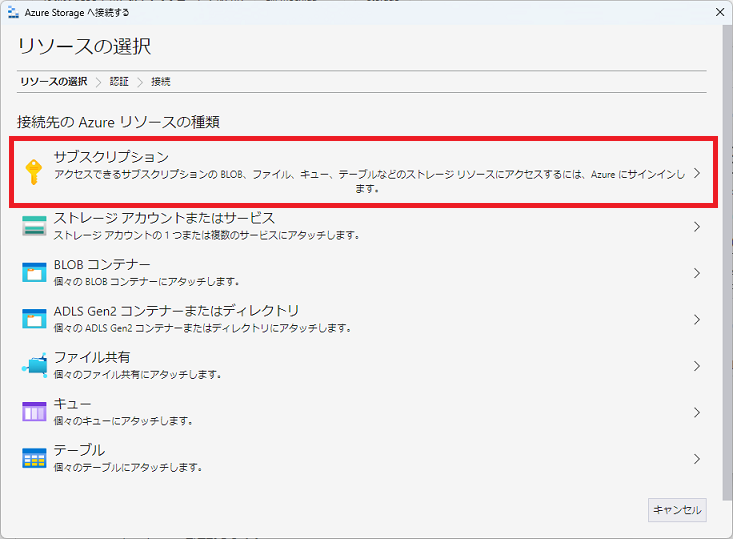 Azure Storage へ接続する
リソースの選択
リソースの選択 > 認証 > 接続
接続先の Azure リソースの種類
サブスクリプション
アクセスできるサブスクリプションの BLOB、ファイル、キュー、テーブルなどのストレージ リソースにアクセスするには、Azure にサインインし
ます。
ストレージ アカウントまたはサービス
ストレージ アカウントの 1 つまたは複数のサービスにアタッチします。
BLOB コンテナー
個々の BLOB コンテナーにアタッチします。
ADLS Gen2 コンテナーまたはディレクトリ
個々の ADLS Gen2 コンテナーまたはディレクトリにアタッチします。
ファイル共有
個々のファイル共有にアタッチします。
キュー
個々のキューにアタッチします。
テーブル
個々のテーブルにアタッチします。
キャンセル